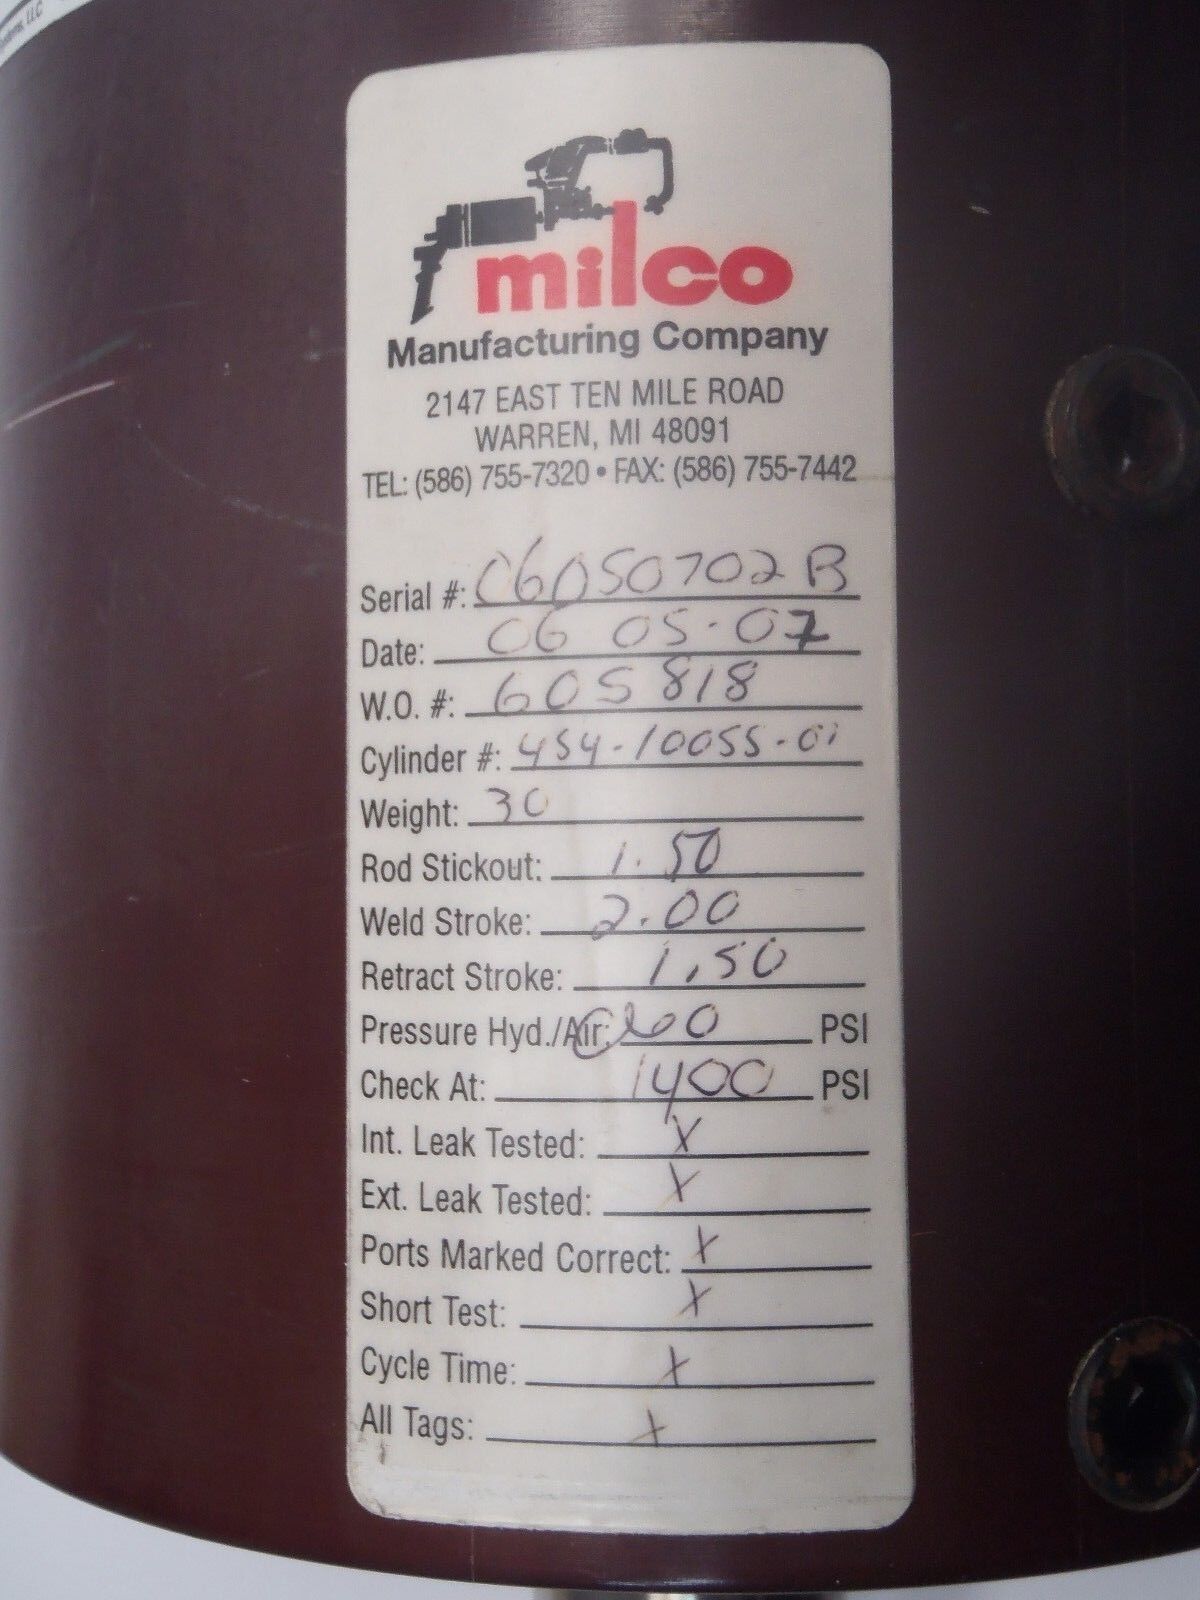 LLC
milco
Manufacturing Company
2147 EAST TEN MILE ROAD
WARREN, MI 48091
TEL: (586) 755-7320 • FAX: (586) 755-7442
Serial #: 06050702B
Date: 06 05-07
W.O. #: 605818
Cylinder #: 454-10055-01
Weight: 30
Rod Stickout: 1.50
Weld Stroke: 2.00
Retract Stroke: 1.50
Pressure Hyd./Air: 60 PSI
Check At: 1400 PSI
Int. Leak Tested: X
Ext. Leak Tested: X
Ports Marked Correct: X
Short Test: X
Cycle Time: X
All Tags: X